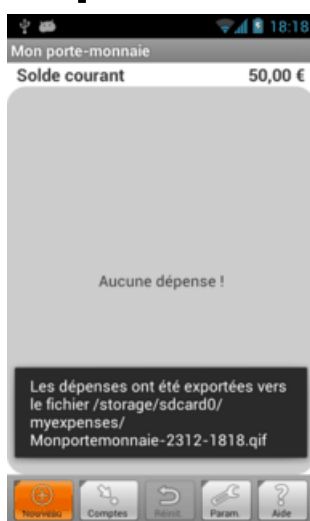 18:18
Mon porte-monnaie
Solde courant 50,00 €
Aucune dépense !
Les dépenses ont été exportées vers
le fichier /storage/sdcard0/
myexpenses/
Monportemonnaie-2312-1818.qif
Nouveau Comptes Réinit. Param. Aide